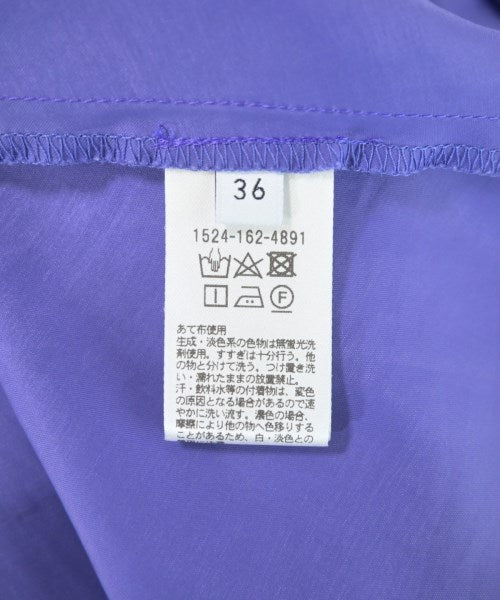 36
1524-162-4891
F
あて布使用
生成・淡色系の色物は無蛍光洗
剤使用。すすぎは十分行う。他
の物と分けて洗う。つけ置き洗
い・濡れたままの放置禁止。
汗・飲料水等の付着物は、変色
の原因となる場合があるので速
やかに洗い流す。濃色の場合、
摩擦により他の物へ色移りする
ことがあるため、白・淡色との